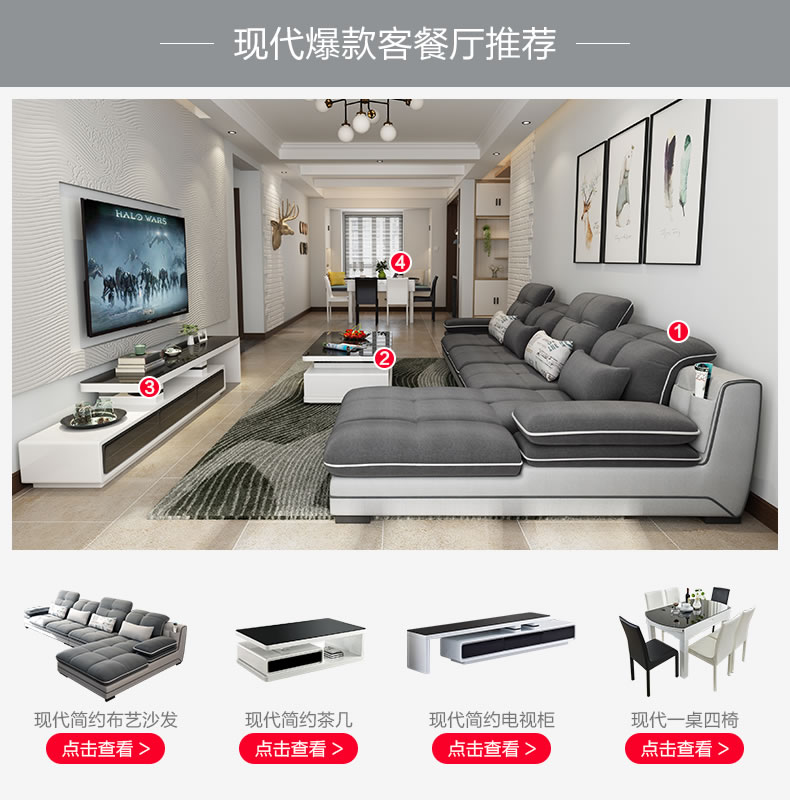 现代爆款客餐厅推荐
HALO WARS
1
4
2
3
现代简约布艺沙发
现代简约茶几
现代简约电视柜
现代一桌四椅
点击查看 >
点击查看 >
点击查看 >
点击查看 >